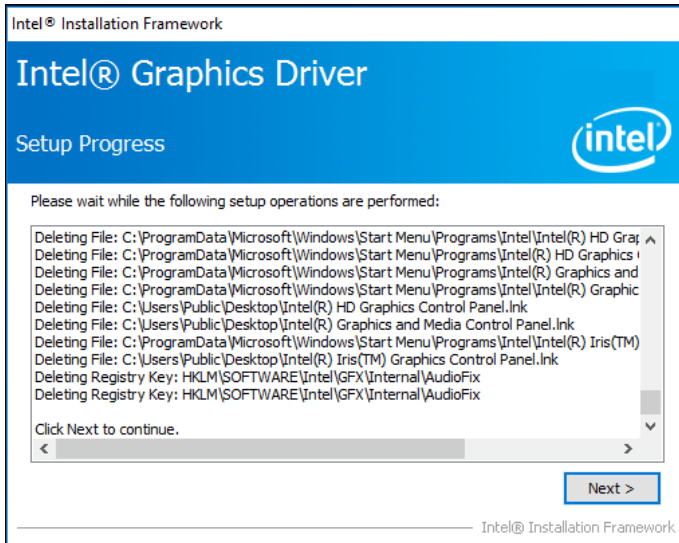 Intel® Installation Framework
Intel® Graphics Driver
Setup Progress
intel
Please wait while the following setup operations are performed:
Deleting File: C:\ProgramData\Microsoft\Windows\Start Menu\Programs\Intel\Intel(R) HD Grap
Deleting File: C:\ProgramData\Microsoft\Windows\Start Menu\Programs\Intel(R) HD Graphics
Deleting File: C:\ProgramData\Microsoft\Windows\Start Menu\Programs\Intel(R) Graphics and
Deleting File: C:\ProgramData\Microsoft\Windows\Start Menu\Programs\Intel\Intel(R) Graphic
Deleting File: C:\Users\Public\Desktop\Intel(R) HD Graphics Control Panel.lnk
Deleting File: C:\Users\Public\Desktop\Intel(R) Graphics and Media Control Panel.lnk
Deleting File: C:\ProgramData\Microsoft\Windows\Start Menu\Programs\Intel\Intel(R) Iris(TM)
Deleting File: C:\Users\Public\Desktop\Intel(R) Iris(TM) Graphics Control Panel.lnk
Deleting Registry Key: HKLM\SOFTWARE\Intel\GFX\Internal\AudioFix
Deleting Registry Key: HKLM\SOFTWARE\Intel\GFX\Internal\AudioFix
Click Next to continue.
Next >
Intel® Installation Framework